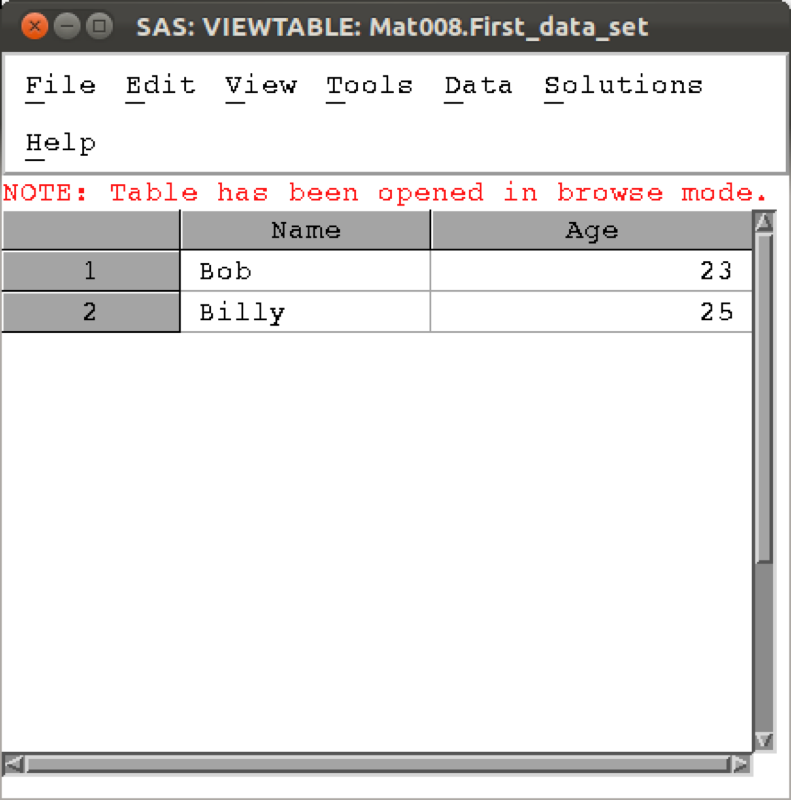 SAS: VIEWTABLE: Mat008.First_data_set
File Edit View Tools Data Solutions
Help
NOTE: Table has been opened in browse mode.
Name Age
1 Bob 23
2 Billy 25